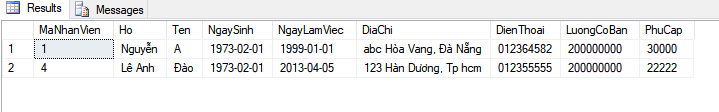 Results Messages
MaNhanVien Ho Ten NgaySinh NgayLamViec DiaChi DienThoai LuongCoBan PhuCap
1 1 Nguyễn A 1973-02-01 1999-01-01 abc Hòa Vang, Đà Nẵng 012364582 200000000 30000
2 4 Lê Anh Đào 1973-02-01 2013-04-05 123 Hàn Dương, Tp hcm 012355555 200000000 22222